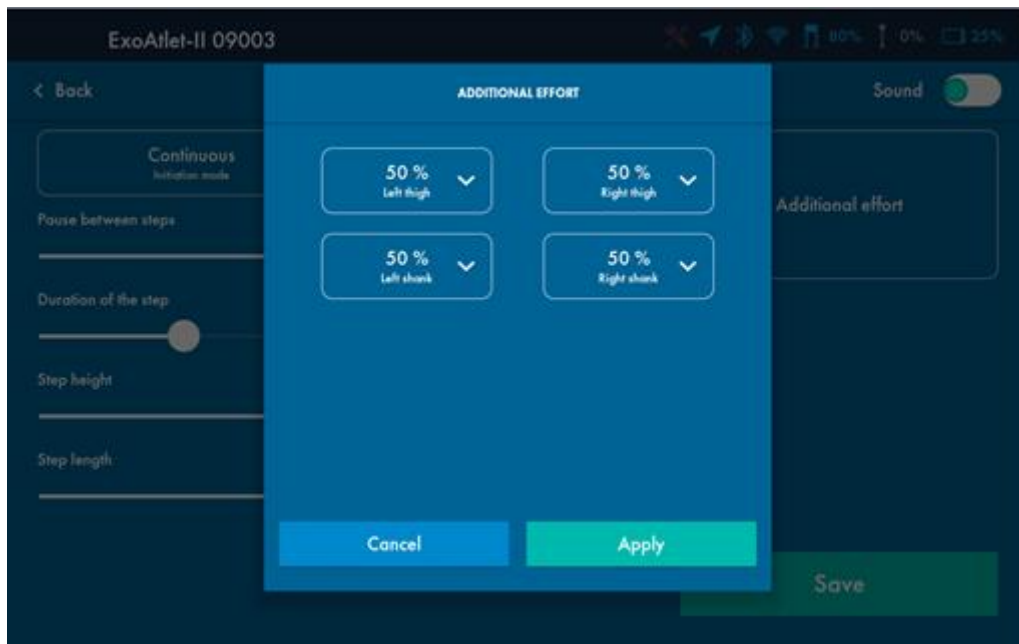 ExoAtlet-II 09003
80%
0%
25%
< Back
ADDITIONAL EFFORT
Sound
Continuous
Initiation mode
50 %
Left thigh
50 %
Right thigh
Additional effort
Pause between steps
50 %
Left shank
50 %
Right shank
Duration of the step
Step height
Step length
Cancel
Apply
Save